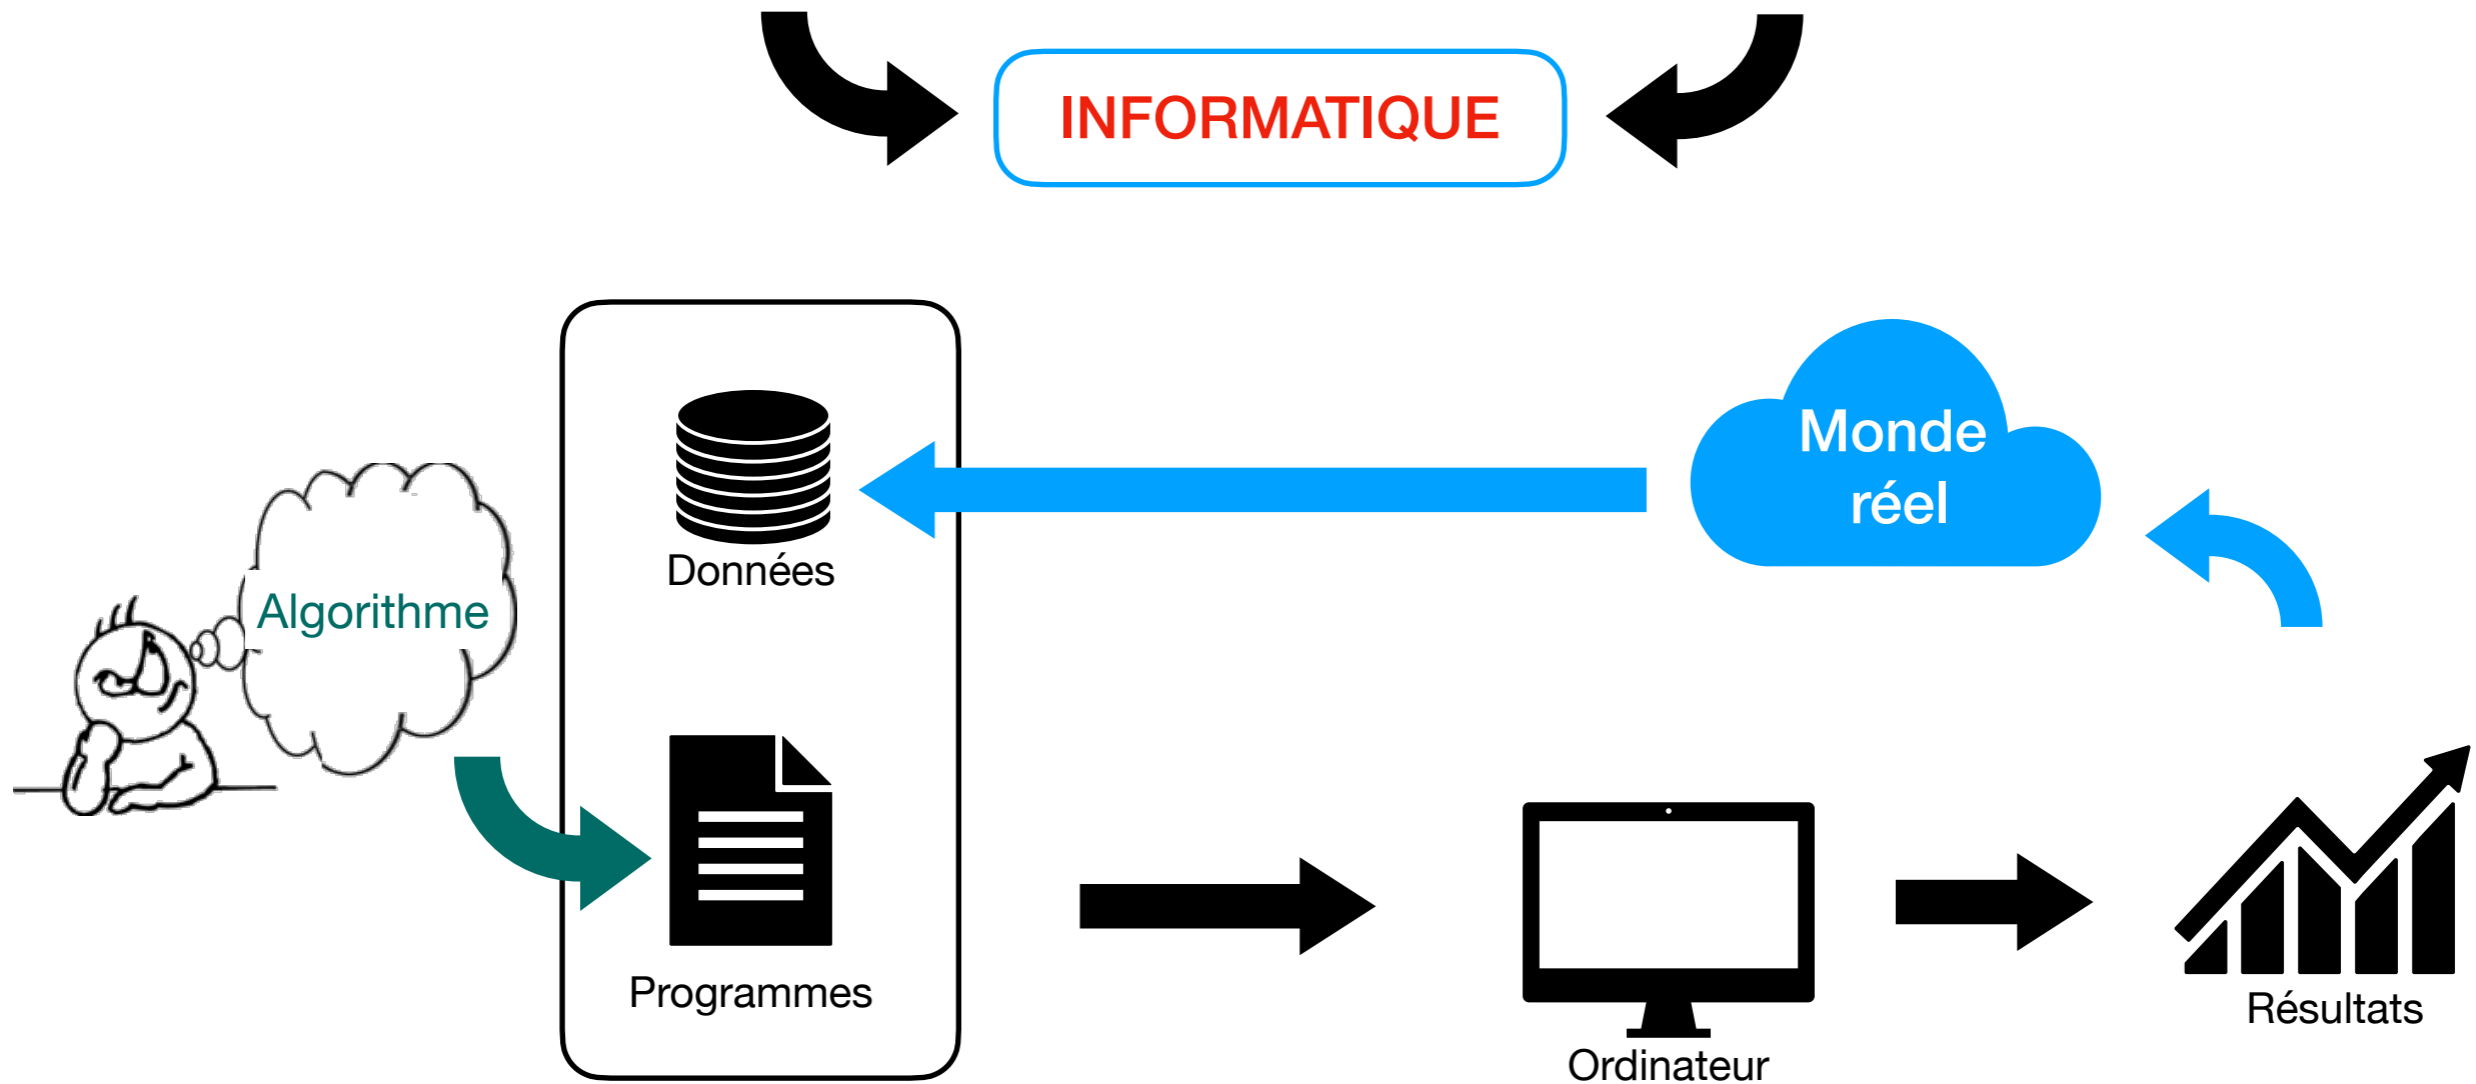 INFORMATIQUE
Monde
réel
Données
Algorithme
Programmes
Ordinateur
Résultats